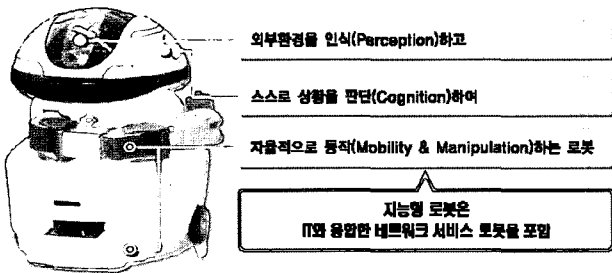 외부환경을 인식(Perception)하고
스스로 상황을 판단(Cognition)하여
자율적으로 동작(Mobility & Manipulation)하는 로봇
지능형 로봇은
IT와 융합한 네트워크 서비스 로봇을 포함